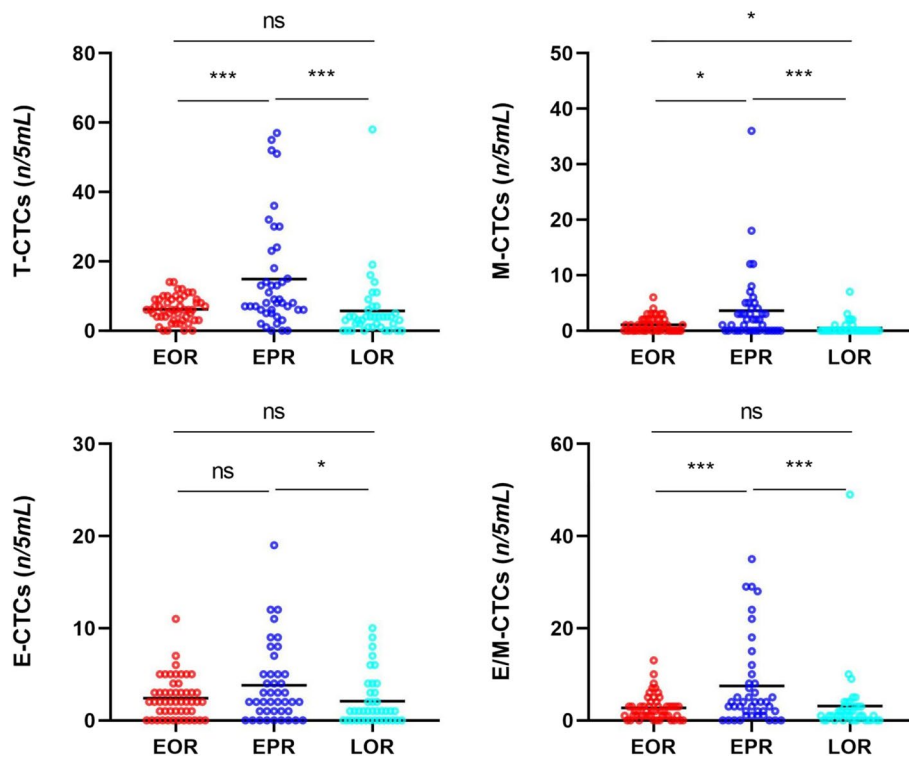 ns
*** ***
T-CTCs (n/5mL)
80
60
40
20
0
EOR EPR LOR
*
* ***
M-CTCs (n/5mL)
50
40
30
20
10
0
EOR EPR LOR
ns
ns *
E-CTCs (n/5mL)
30
20
10
0
EOR EPR LOR
ns
*** ***
E/M-CTCs (n/5mL)
60
40
20
0
EOR EPR LOR